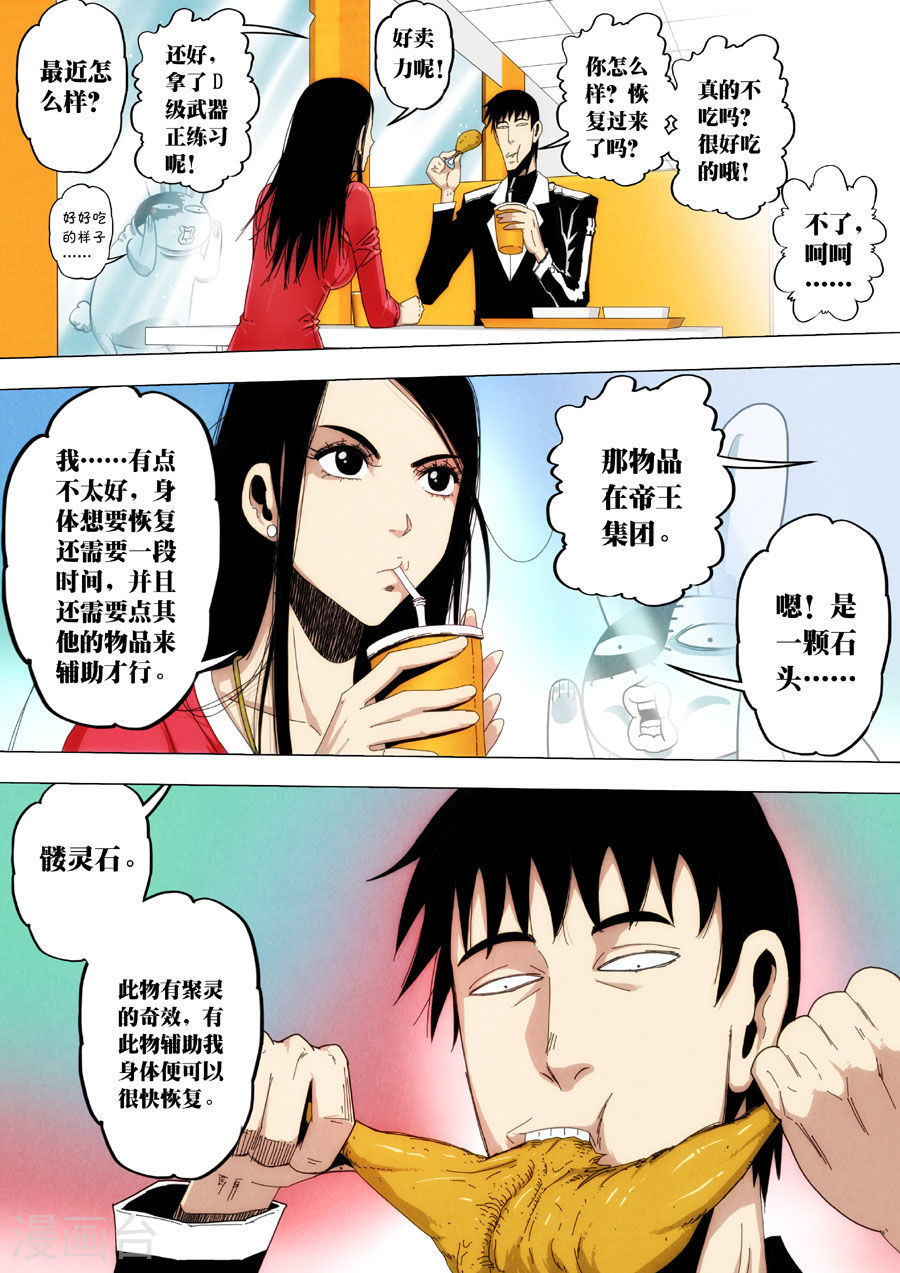 最近怎
么样？
还好，
拿了D
级武器
正练习
呢！
好卖
力呢！
你怎么
样？恢
复过来
了吗？
真的不
吃吗？
很好吃
的哦！
不了，
呵呵
……
好好吃
的样子
……
我……有点
不太好，身
体想要恢复
还需要一段
时间，并且
还需要点其
他的物品来
辅助才行。
那物品
在帝王
集团。
嗯！是
一颗石
头……
髅灵石。
此物有聚灵
的奇效，有
此物辅助我
身体便可以
很快恢复。
漫画台